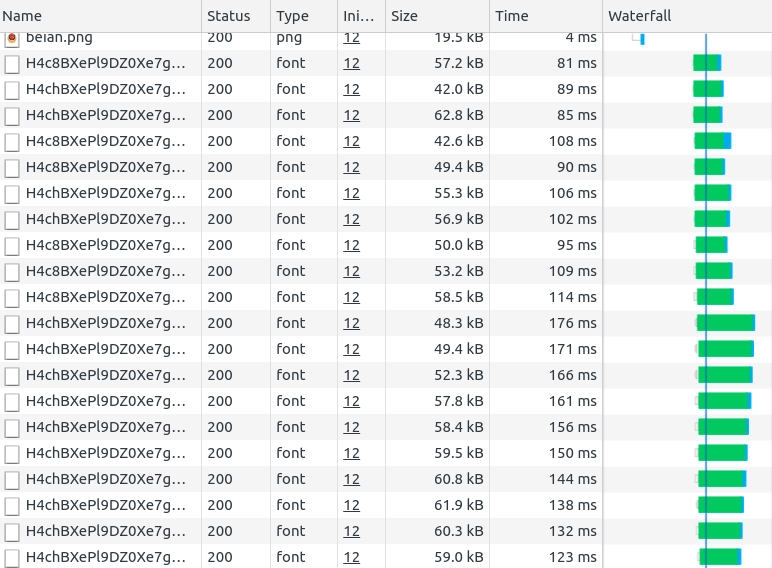 Name Status Type Ini... Size Time Waterfall
beian.png 200 png 12 19.5 kB 4 ms
H4c8BXePl9DZ0Xe7g... 200 font 12 57.2 kB 81 ms
H4chBXePl9DZ0Xe7g... 200 font 12 42.0 kB 89 ms
H4chBXePl9DZ0Xe7g... 200 font 12 62.8 kB 85 ms
H4c8BXePl9DZ0Xe7g... 200 font 12 42.6 kB 108 ms
H4c8BXePl9DZ0Xe7g... 200 font 12 49.4 kB 90 ms
H4chBXePl9DZ0Xe7g... 200 font 12 55.3 kB 106 ms
H4chBXePl9DZ0Xe7g... 200 font 12 56.9 kB 102 ms
H4c8BXePl9DZ0Xe7g... 200 font 12 50.0 kB 95 ms
H4c8BXePl9DZ0Xe7g... 200 font 12 53.2 kB 109 ms
H4c8BXePl9DZ0Xe7g... 200 font 12 58.5 kB 114 ms
H4chBXePl9DZ0Xe7g... 200 font 12 48.3 kB 176 ms
H4chBXePl9DZ0Xe7g... 200 font 12 49.4 kB 171 ms
H4chBXePl9DZ0Xe7g... 200 font 12 52.3 kB 166 ms
H4chBXePl9DZ0Xe7g... 200 font 12 57.8 kB 161 ms
H4chBXePl9DZ0Xe7g... 200 font 12 58.4 kB 156 ms
H4chBXePl9DZ0Xe7g... 200 font 12 59.5 kB 150 ms
H4chBXePl9DZ0Xe7g... 200 font 12 60.8 kB 144 ms
H4chBXePl9DZ0Xe7g... 200 font 12 61.9 kB 138 ms
H4chBXePl9DZ0Xe7g... 200 font 12 60.3 kB 132 ms
H4chBXePl9DZ0Xe7g... 200 font 12 59.0 kB 123 ms